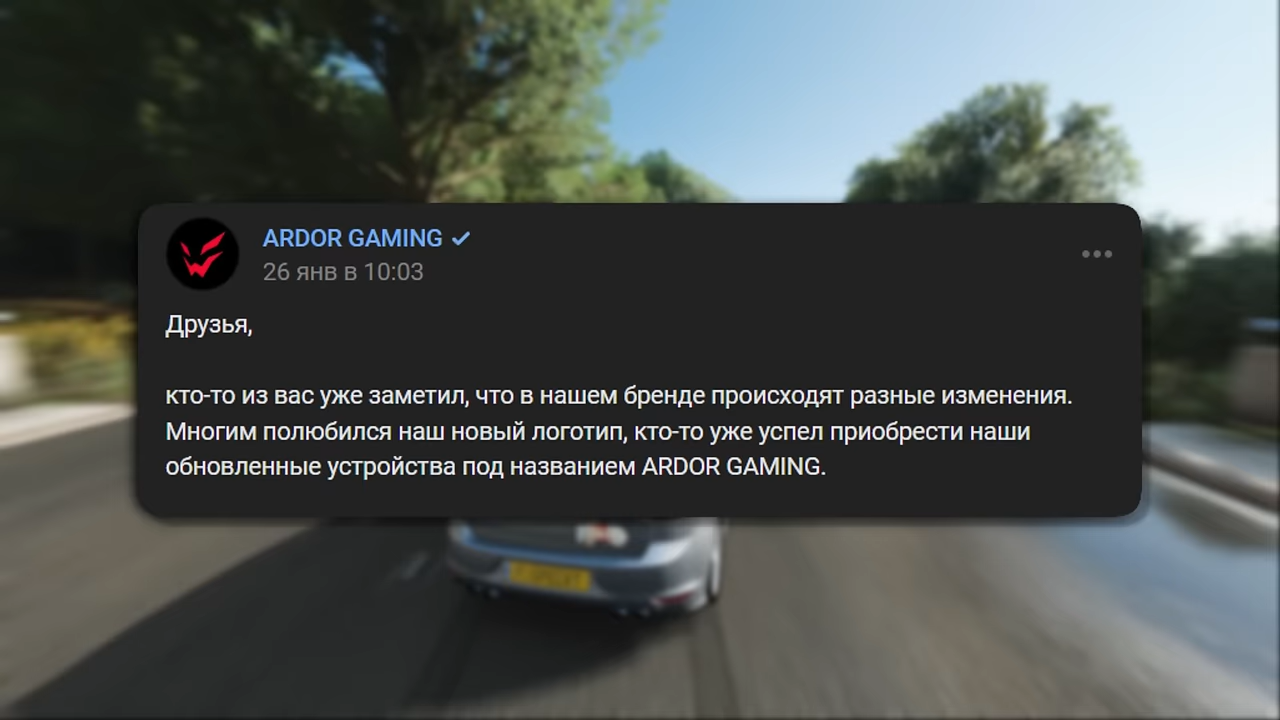 ARDOR GAMING
26 янв в 10:03
Друзья,
кто-то из вас уже заметил, что в нашем бренде происходят разные изменения.
Многим полюбился наш новый логотип, кто-то уже успел приобрести наши
обновленные устройства под названием ARDOR GAMING.